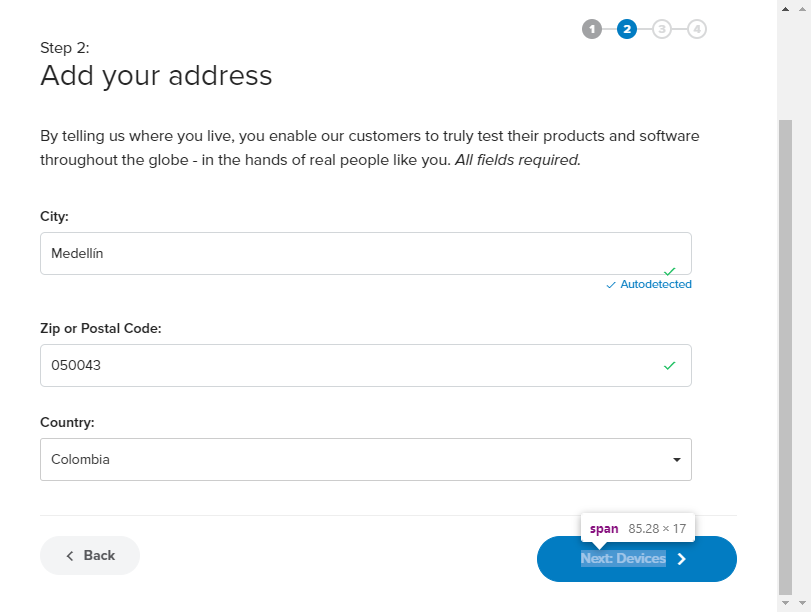 1 2 3 4
Step 2:
Add your address
By telling us where you live, you enable our customers to truly test their products and software
throughout the globe - in the hands of real people like you. All fields required.
City:
Medellín
Autodetected
Zip or Postal Code:
050043
Country:
Colombia
span 85.28 × 17
Back
Next: Devices